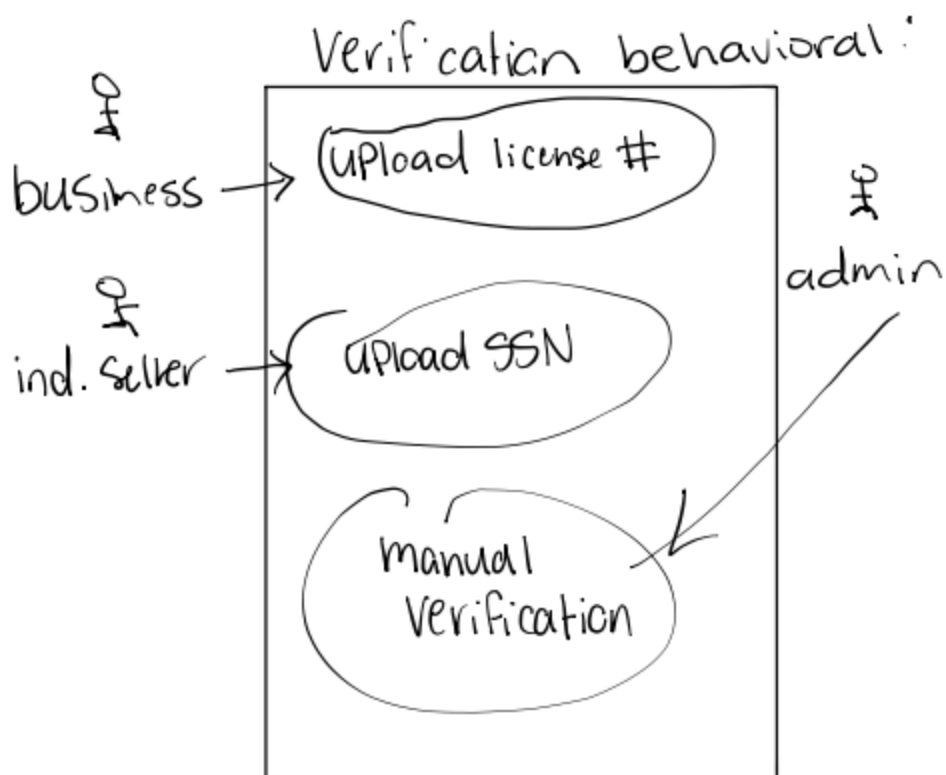 Verification behavioral:
upload license #
business
admin
upload SSN
ind. seller
manual
verification